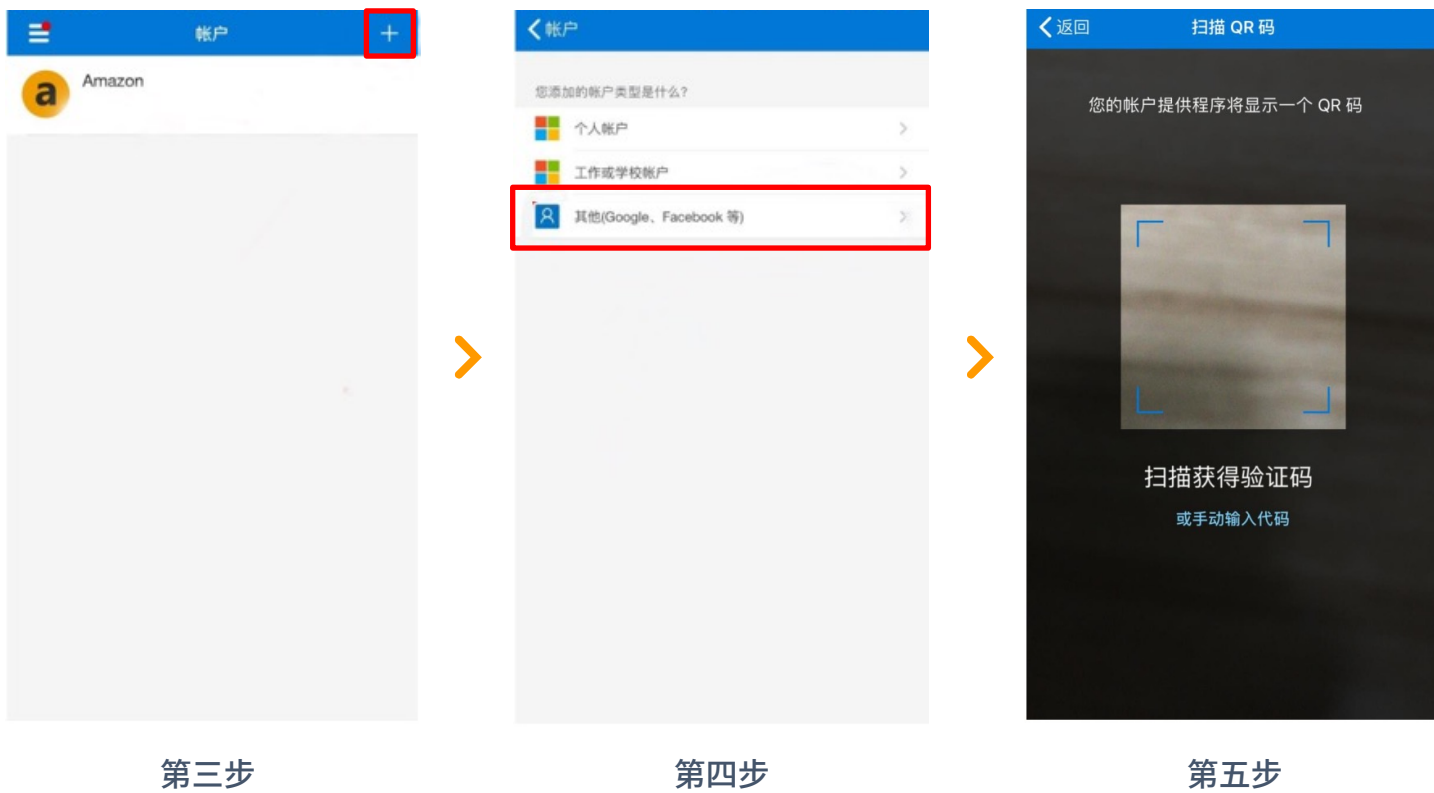 帐户
+
a
Amazon
第三步
帐户
您添加的帐户类型是什么?
个人帐户
工作或学校帐户
其他(Google、Facebook 等)
第四步
返回
扫描 QR 码
您的帐户提供程序将显示一个 QR 码
扫描获得验证码
或手动输入代码
第五步